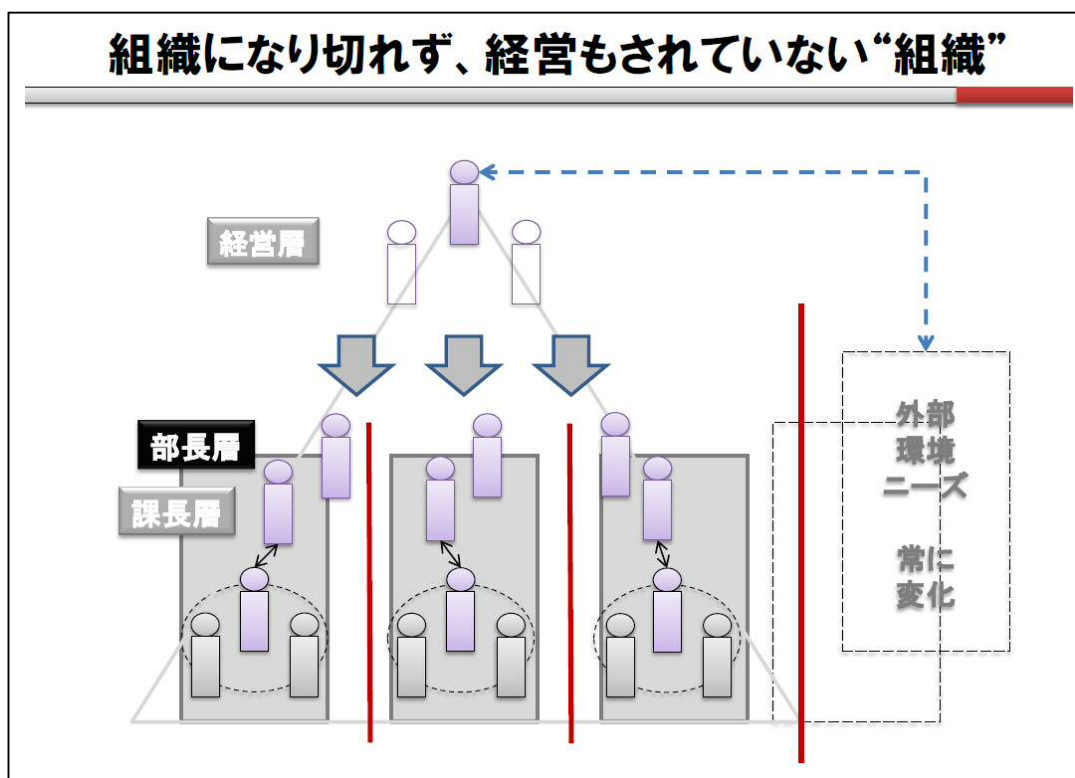 組織になり切れず、経営もされていない“組織”
経営層
部長層
課長層
外部
環境
ニーズ
常に
変化